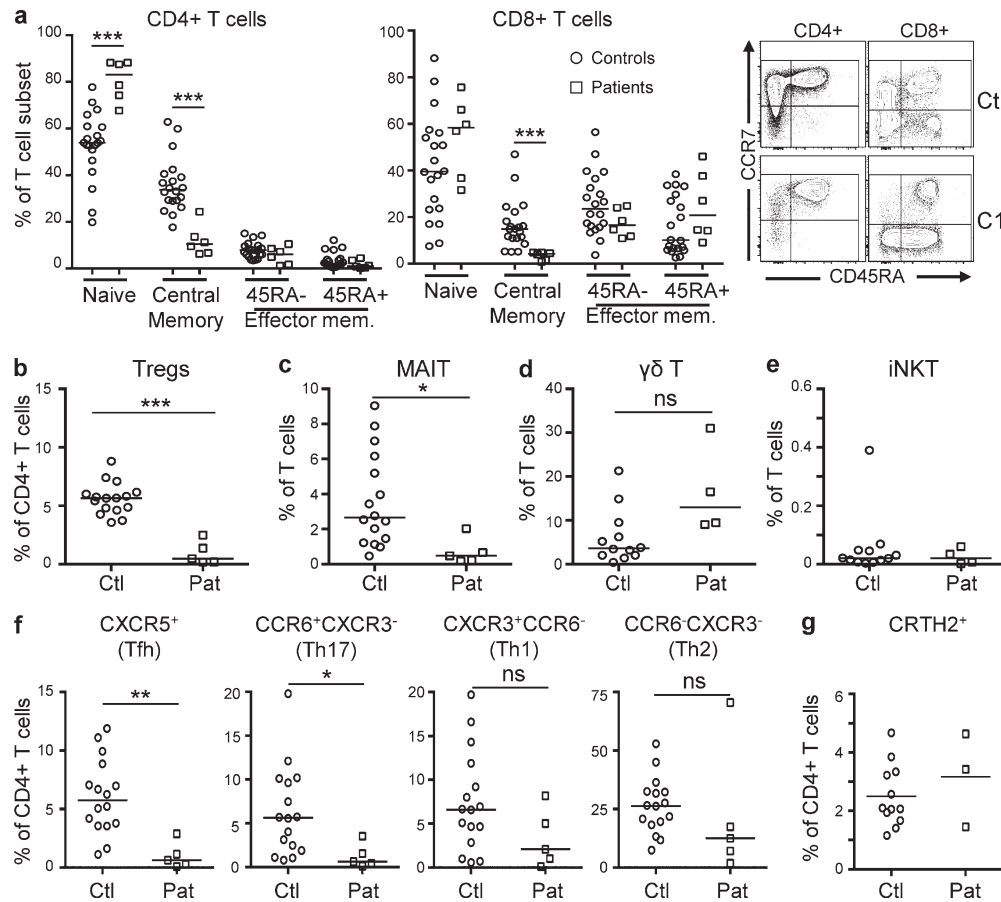 a
CD4+ T cells
CD8+ T cells
% of T cell subset
100
80
60
40
20
0
***
***
Naive
Central
Memory
45RA-
45RA+
Effector mem.
100
80
60
40
20
0
Controls
Patients
***
Naive
Central
Memory
45RA-
45RA+
Effector mem.
CD4+
CD8+
Ct
C1
CCR7
CD45RA
b
Tregs
% of CD4+ T cells
15
10
5
0
***
Ctl
Pat
c
MAIT
% of T cells
10
8
6
4
2
0
*
Ctl
Pat
d
γδ T
% of T cells
40
30
20
10
0
ns
Ctl
Pat
e
iNKT
% of T cells
0.6
0.4
0.2
0
Ctl
Pat
f
CXCR5⁺
(Tfh)
% of CD4+ T cells
15
10
5
0
**
Ctl
Pat
CCR6⁺CXCR3⁻
(Th17)
20
15
10
5
0
*
Ctl
Pat
CXCR3⁺CCR6⁻
(Th1)
20
15
10
5
0
ns
Ctl
Pat
CCR6⁻CXCR3⁻
(Th2)
75
50
25
0
ns
Ctl
Pat
g
CRTH2⁺
% of CD4+ T cells
6
4
2
0
Ctl
Pat